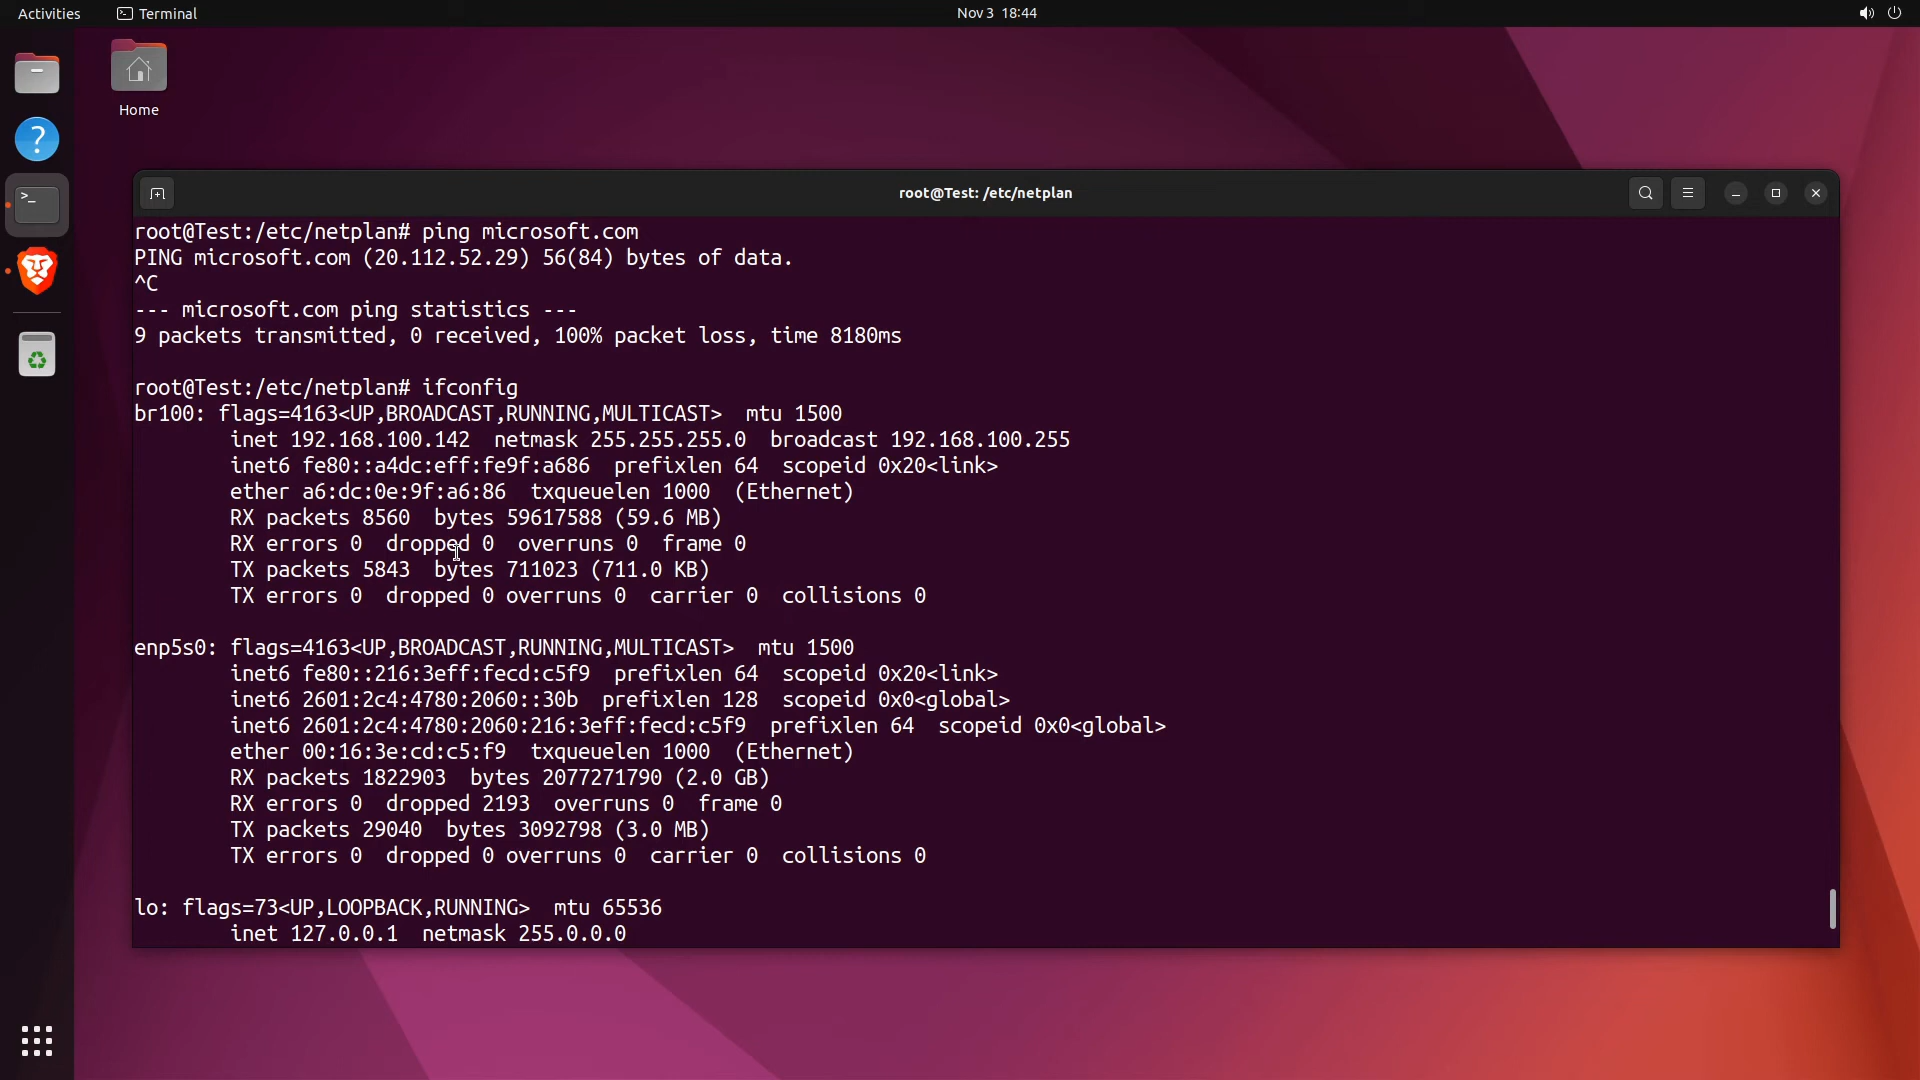 Activities
Terminal
Nov 3 18:44
Home
root@Test: /etc/netplan
root@Test:/etc/netplan# ping microsoft.com
PING microsoft.com (20.112.52.29) 56(84) bytes of data.
^C
--- microsoft.com ping statistics ---
9 packets transmitted, 0 received, 100% packet loss, time 8180ms
root@Test:/etc/netplan# ifconfig
br100: flags=4163<UP,BROADCAST,RUNNING,MULTICAST>  mtu 1500
inet 192.168.100.142  netmask 255.255.255.0  broadcast 192.168.100.255
inet6 fe80::a4dc:eff:fe9f:a686  prefixlen 64  scopeid 0x20<link>
ether a6:dc:0e:9f:a6:86  txqueuelen 1000  (Ethernet)
RX packets 8560  bytes 59617588 (59.6 MB)
RX errors 0  dropped 0  overruns 0  frame 0
TX packets 5843  bytes 711023 (711.0 KB)
TX errors 0  dropped 0 overruns 0  carrier 0  collisions 0
enp5s0: flags=4163<UP,BROADCAST,RUNNING,MULTICAST>  mtu 1500
inet6 fe80::216:3eff:fecd:c5f9  prefixlen 64  scopeid 0x20<link>
inet6 2601:2c4:4780:2060::30b  prefixlen 128  scopeid 0x0<global>
inet6 2601:2c4:4780:2060:216:3eff:fecd:c5f9  prefixlen 64  scopeid 0x0<global>
ether 00:16:3e:cd:c5:f9  txqueuelen 1000  (Ethernet)
RX packets 1822903  bytes 2077271790 (2.0 GB)
RX errors 0  dropped 2193  overruns 0  frame 0
TX packets 29040  bytes 3092798 (3.0 MB)
TX errors 0  dropped 0 overruns 0  carrier 0  collisions 0
lo: flags=73<UP,LOOPBACK,RUNNING>  mtu 65536
inet 127.0.0.1  netmask 255.0.0.0